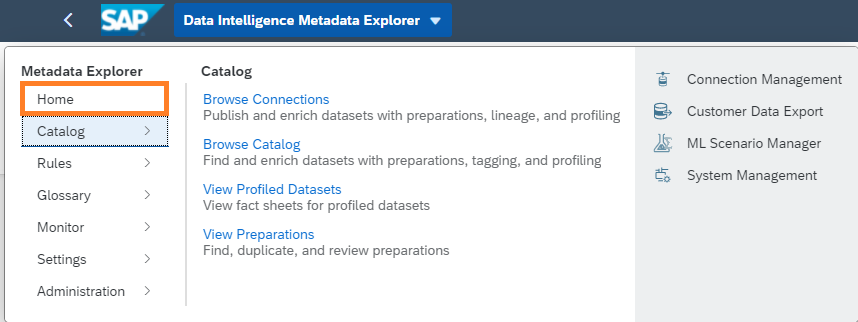 SAP Data Intelligence Metadata Explorer
Metadata Explorer
Home
Catalog
Rules
Glossary
Monitor
Settings
Administration
Catalog
Browse Connections
Publish and enrich datasets with preparations, lineage, and profiling
Browse Catalog
Find and enrich datasets with preparations, tagging, and profiling
View Profiled Datasets
View fact sheets for profiled datasets
View Preparations
Find, duplicate, and review preparations
Connection Management
Customer Data Export
ML Scenario Manager
System Management